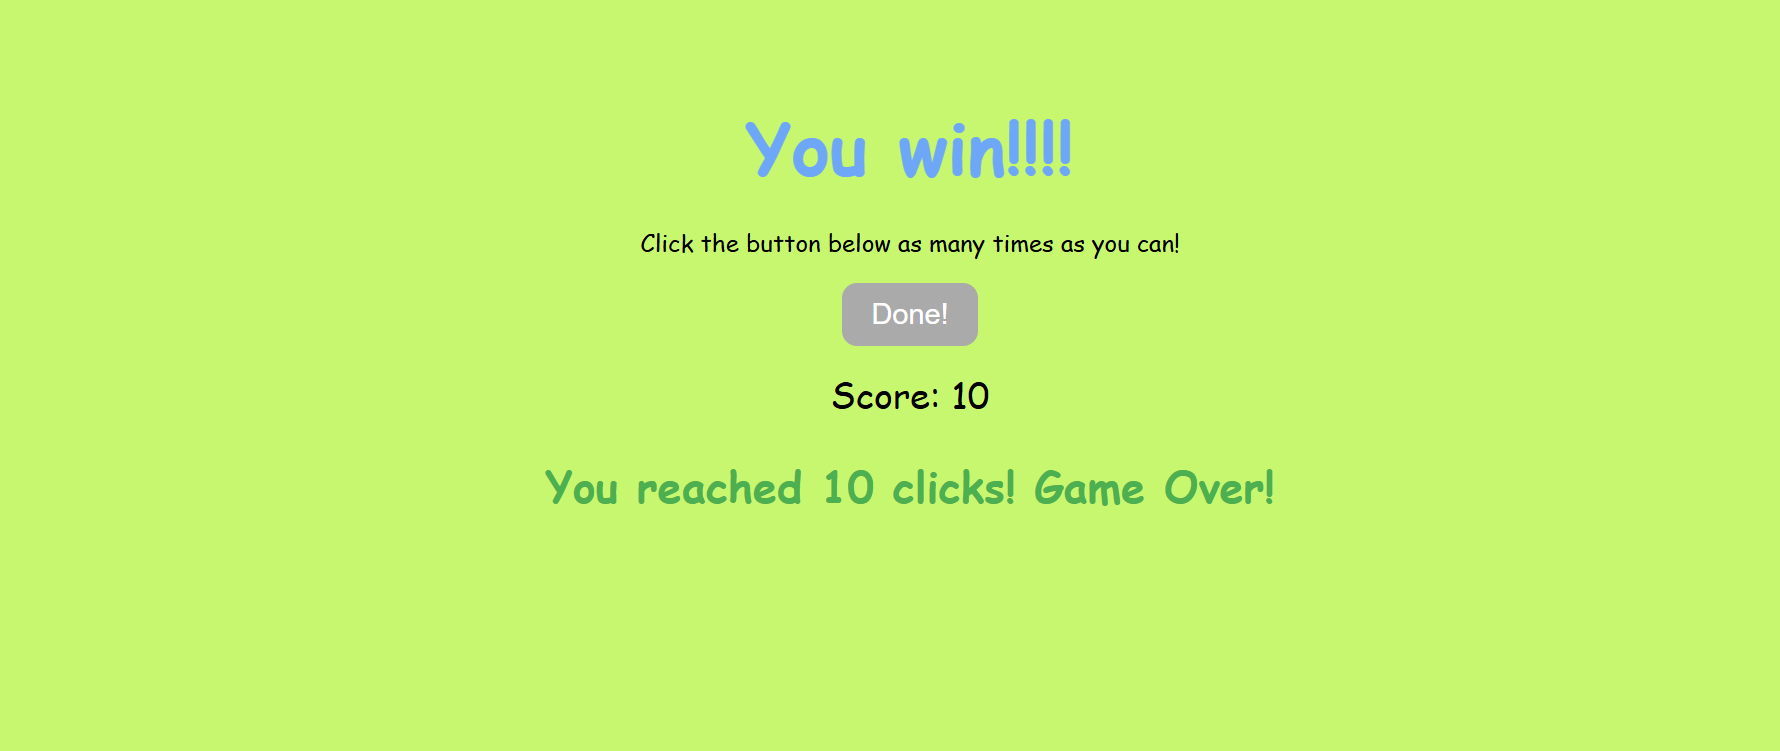 You win!!!!
Click the button below as many times as you can!
Done!
Score: 10
You reached 10 clicks! Game Over!